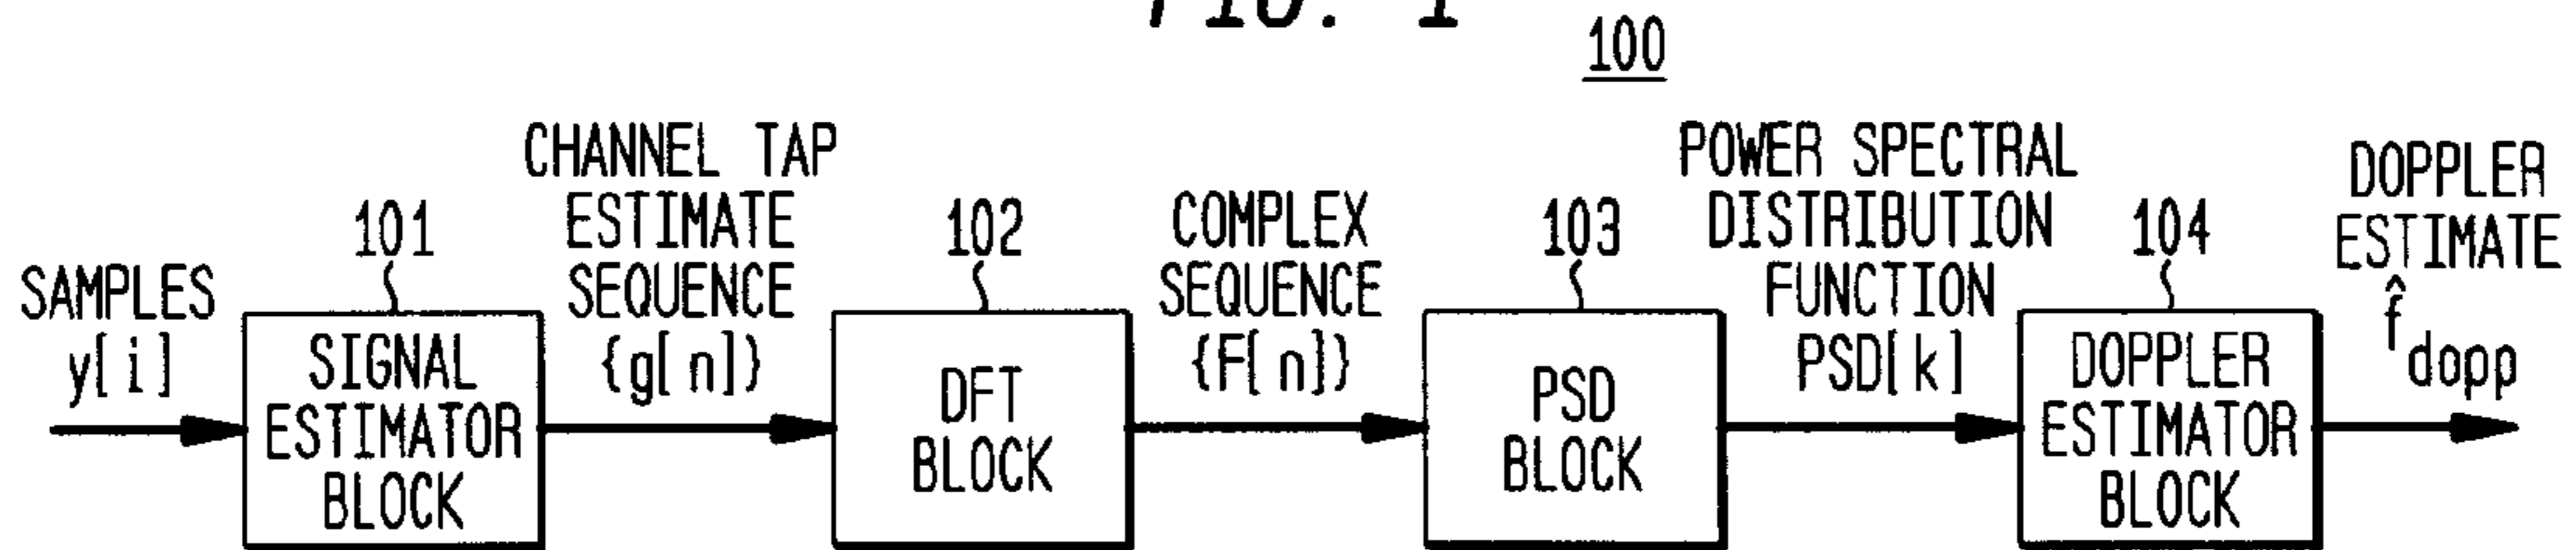 FIG. 1
100
SAMPLES
y[i]
101
SIGNAL
ESTIMATOR
BLOCK
CHANNEL TAP
ESTIMATE
SEQUENCE
{g[n]}
102
DFT
BLOCK
COMPLEX
SEQUENCE
{F[n]}
103
PSD
BLOCK
POWER SPECTRAL
DISTRIBUTION
FUNCTION
PSD[k]
104
DOPPLER
ESTIMATOR
BLOCK
DOPPLER
ESTIMATE
f̂dopp